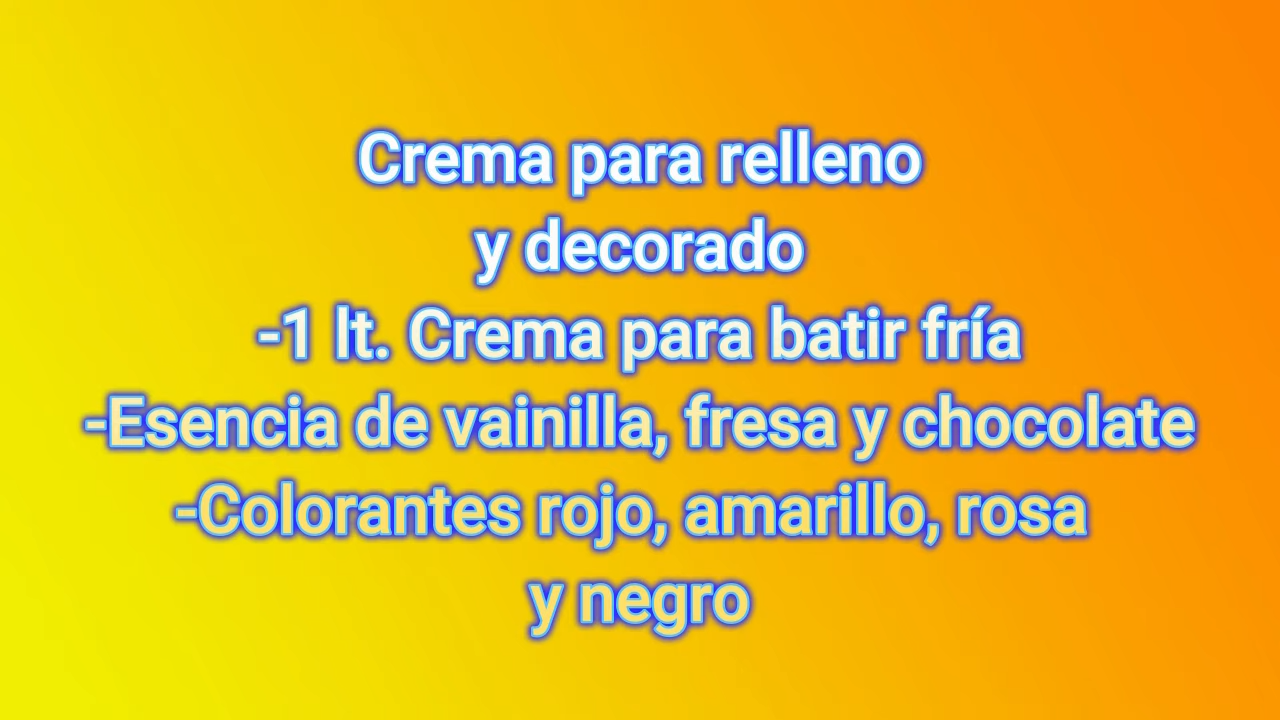 Crema para relleno
y decorado
-1 lt. Crema para batir fría
-Esencia de vainilla, fresa y chocolate
-Colorantes rojo, amarillo, rosa
y negro